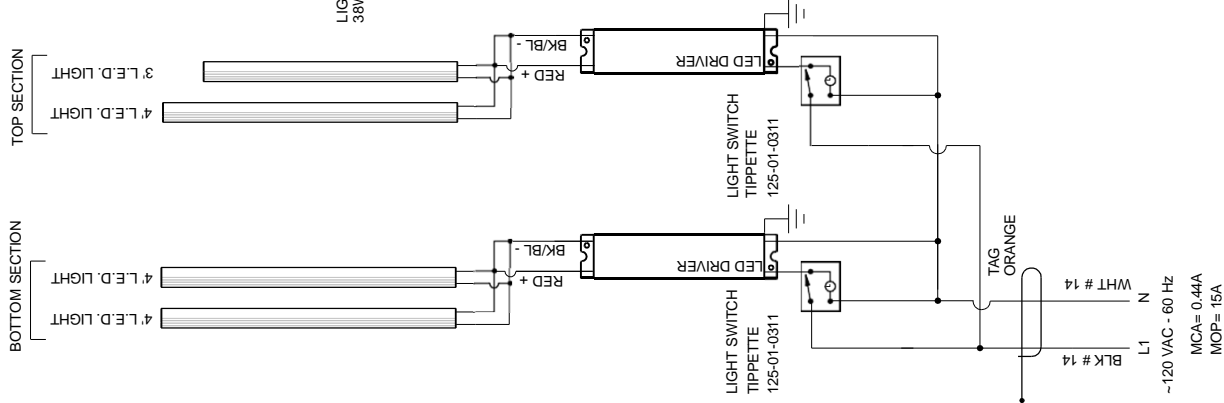 TOP SECTION
3' L.E.D. LIGHT
4' L.E.D. LIGHT
LIG
38W
BK/BL -
RED +
LED DRIVER
LIGHT SWITCH
TIPPETTE
125-01-0311
BOTTOM SECTION
4' L.E.D. LIGHT
4' L.E.D. LIGHT
BK/BL -
RED +
LED DRIVER
LIGHT SWITCH
TIPPETTE
125-01-0311
TAG
ORANGE
WHT # 14
BLK # 14
N
L1
~120 VAC - 60 Hz
MCA= 0.44A
MOP= 15A